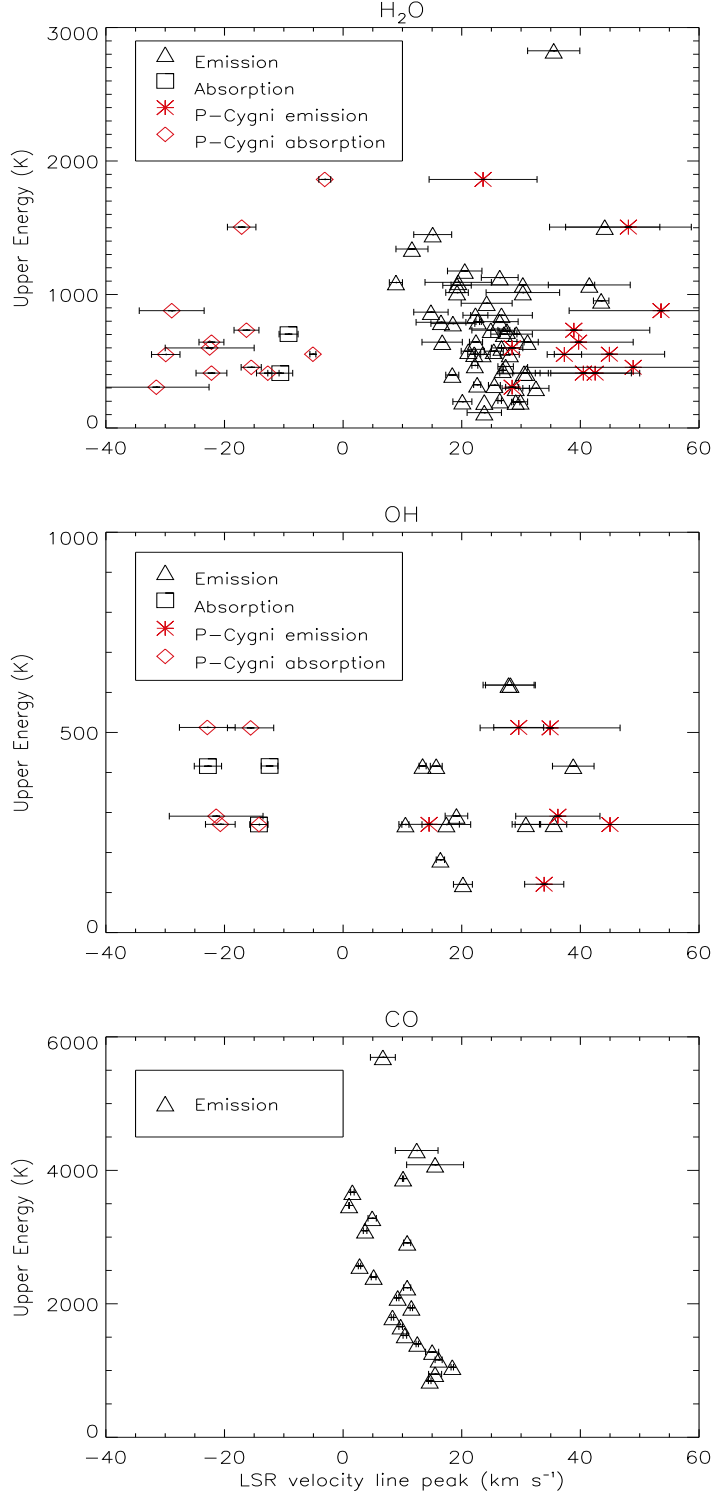 H₂O
3000
2000
1000
0
Upper Energy (K)
Emission
Absorption
P-Cygni emission
P-Cygni absorption
-40 -20 0 20 40 60
OH
1000
500
0
Upper Energy (K)
Emission
Absorption
P-Cygni emission
P-Cygni absorption
-40 -20 0 20 40 60
CO
6000
4000
2000
0
Upper Energy (K)
Emission
-40 -20 0 20 40 60
LSR velocity line peak (km s⁻¹)